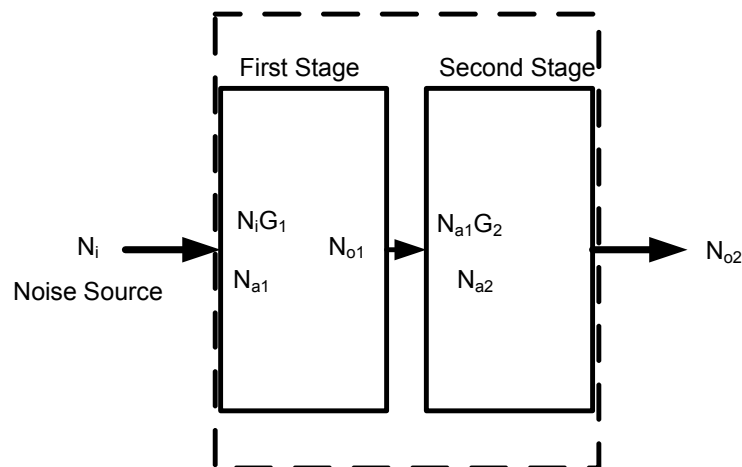 First Stage
Second Stage
NᵢG₁
Nₐ₁G₂
Nᵢ
Nₒ₁
Nₒ₂
Noise Source
Nₐ₁
Nₐ₂